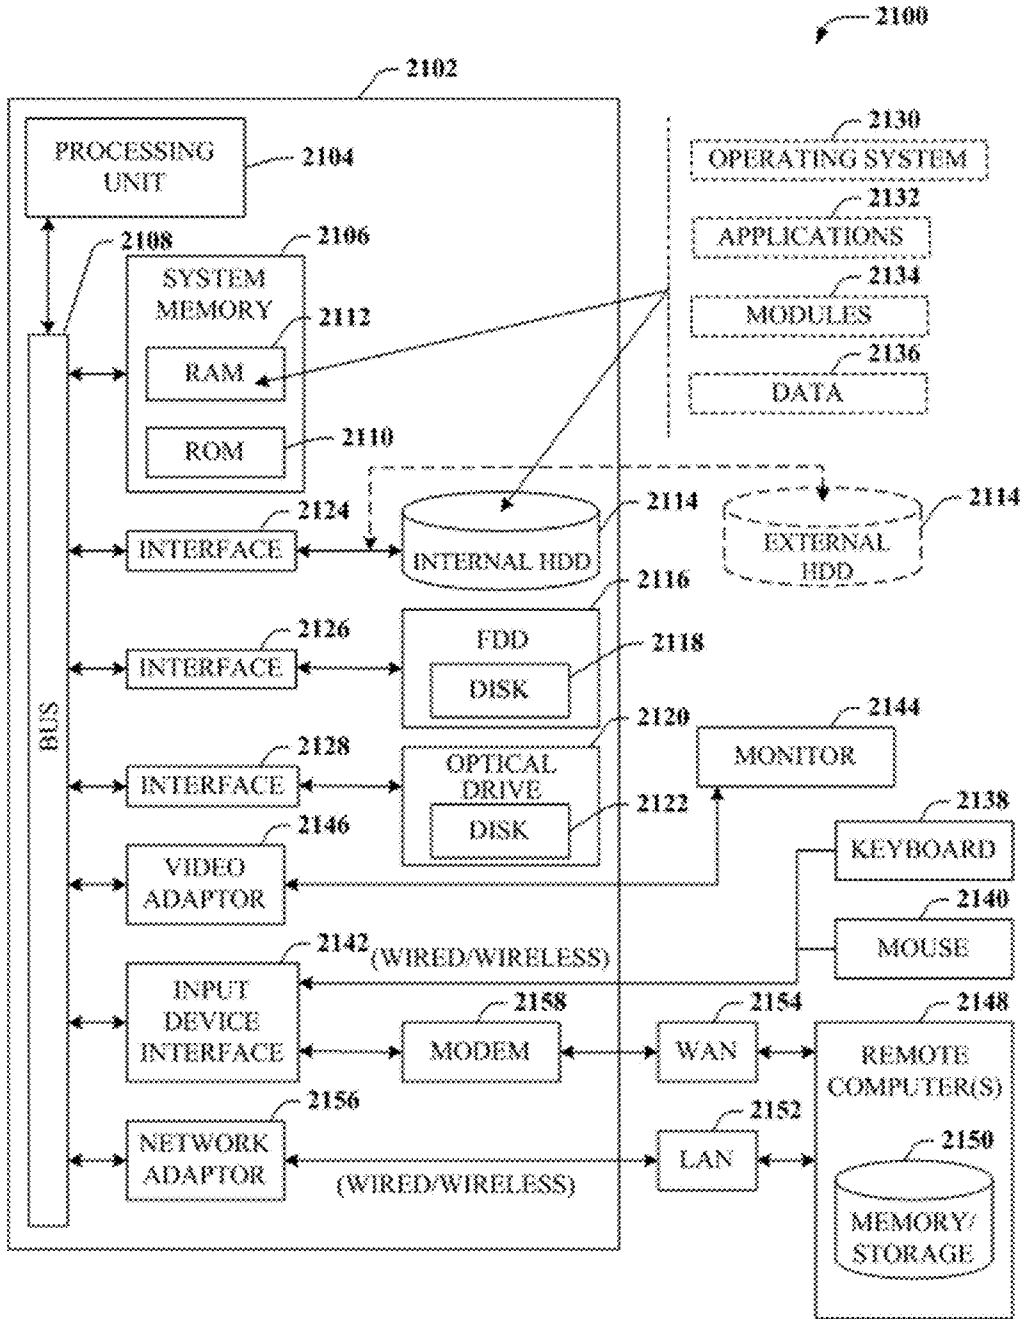 2100
2102
PROCESSING
UNIT
2104
2130
OPERATING SYSTEM
2132
APPLICATIONS
2134
MODULES
2136
DATA
2108
2106
SYSTEM
MEMORY
2112
RAM
2110
ROM
2124
INTERFACE
2114
INTERNAL HDD
2114
EXTERNAL
HDD
2116
FDD
2126
INTERFACE
2118
DISK
BUS
2120
OPTICAL
DRIVE
2128
INTERFACE
2122
DISK
2144
MONITOR
2146
VIDEO
ADAPTOR
2138
KEYBOARD
2140
MOUSE
2142
(WIRED/WIRELESS)
INPUT
DEVICE
INTERFACE
2158
MODEM
2154
WAN
2148
REMOTE
COMPUTER(S)
2156
NETWORK
ADAPTOR
(WIRED/WIRELESS)
2152
LAN
2150
MEMORY/
STORAGE